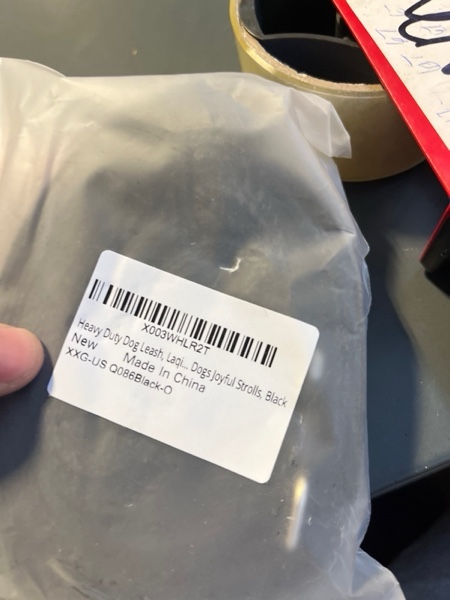 X003WHLR2T
Heavy Duty Dog Leash, Laqi... Dogs Joyful Strolls, Black
New Made In China
XXG-US Q086Black-O